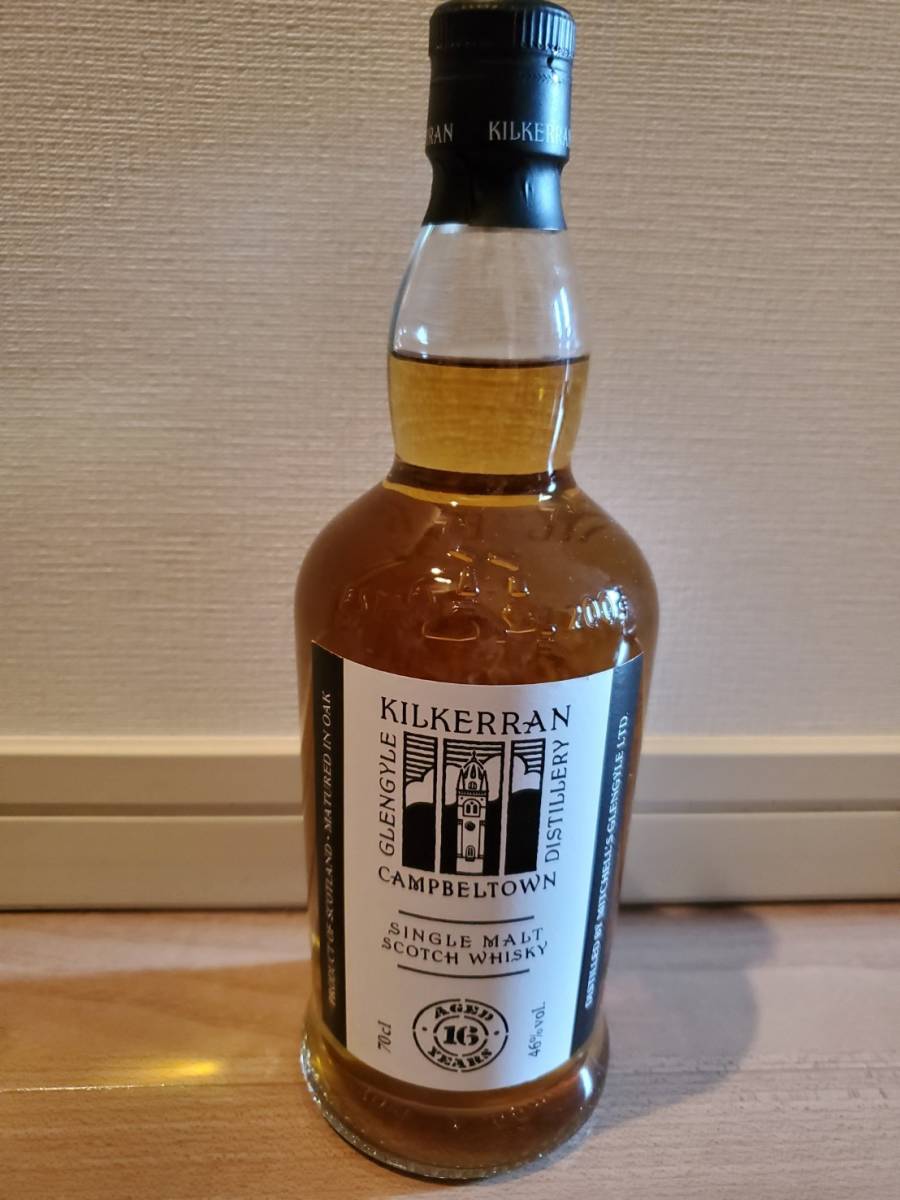 RAN KILKERRAN
KILKERRAN
GLENGYLE
DISTILLERY
CAMPBELTOWN
SINGLE MALT
SCOTCH WHISKY
AGED
16
YEARS
70cl
46% vol.
PRODUCT OF SCOTLAND · MATURED IN OAK
DISTILLED BY MITCHELL'S GLENGYLE LTD.